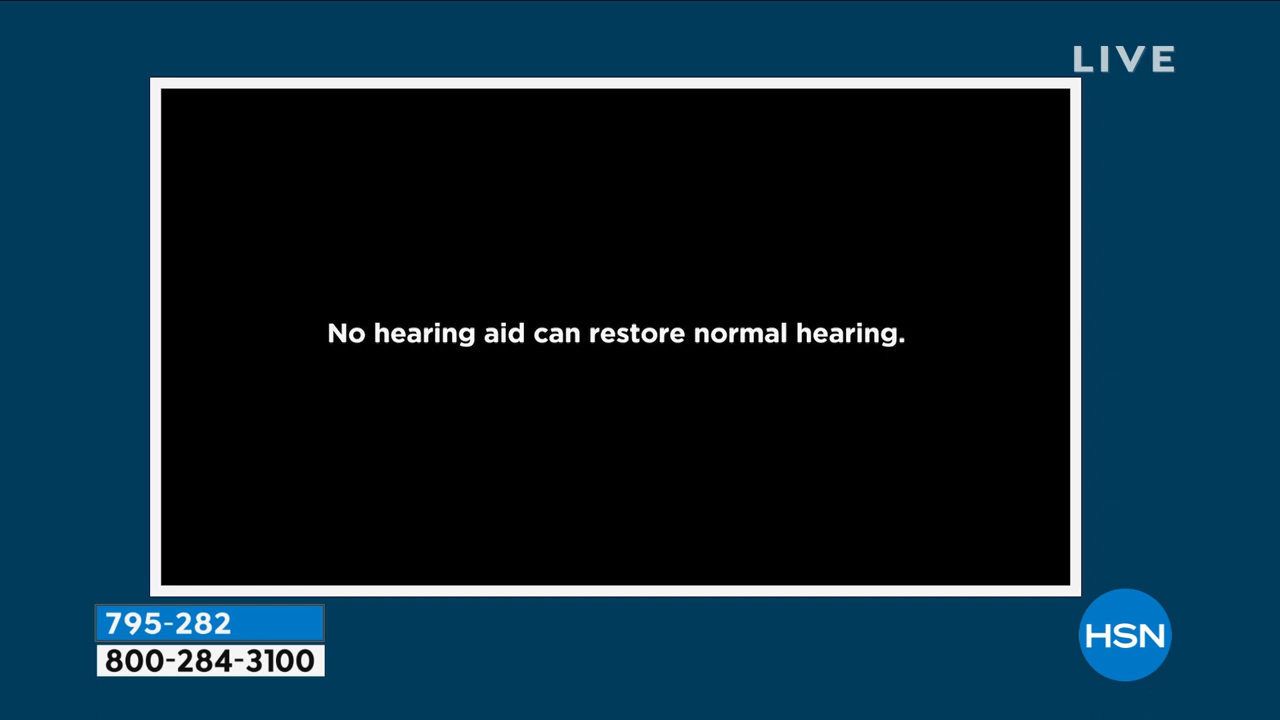 LIVE
No hearing aid can restore normal hearing.
795-282
800-284-3100
HSN